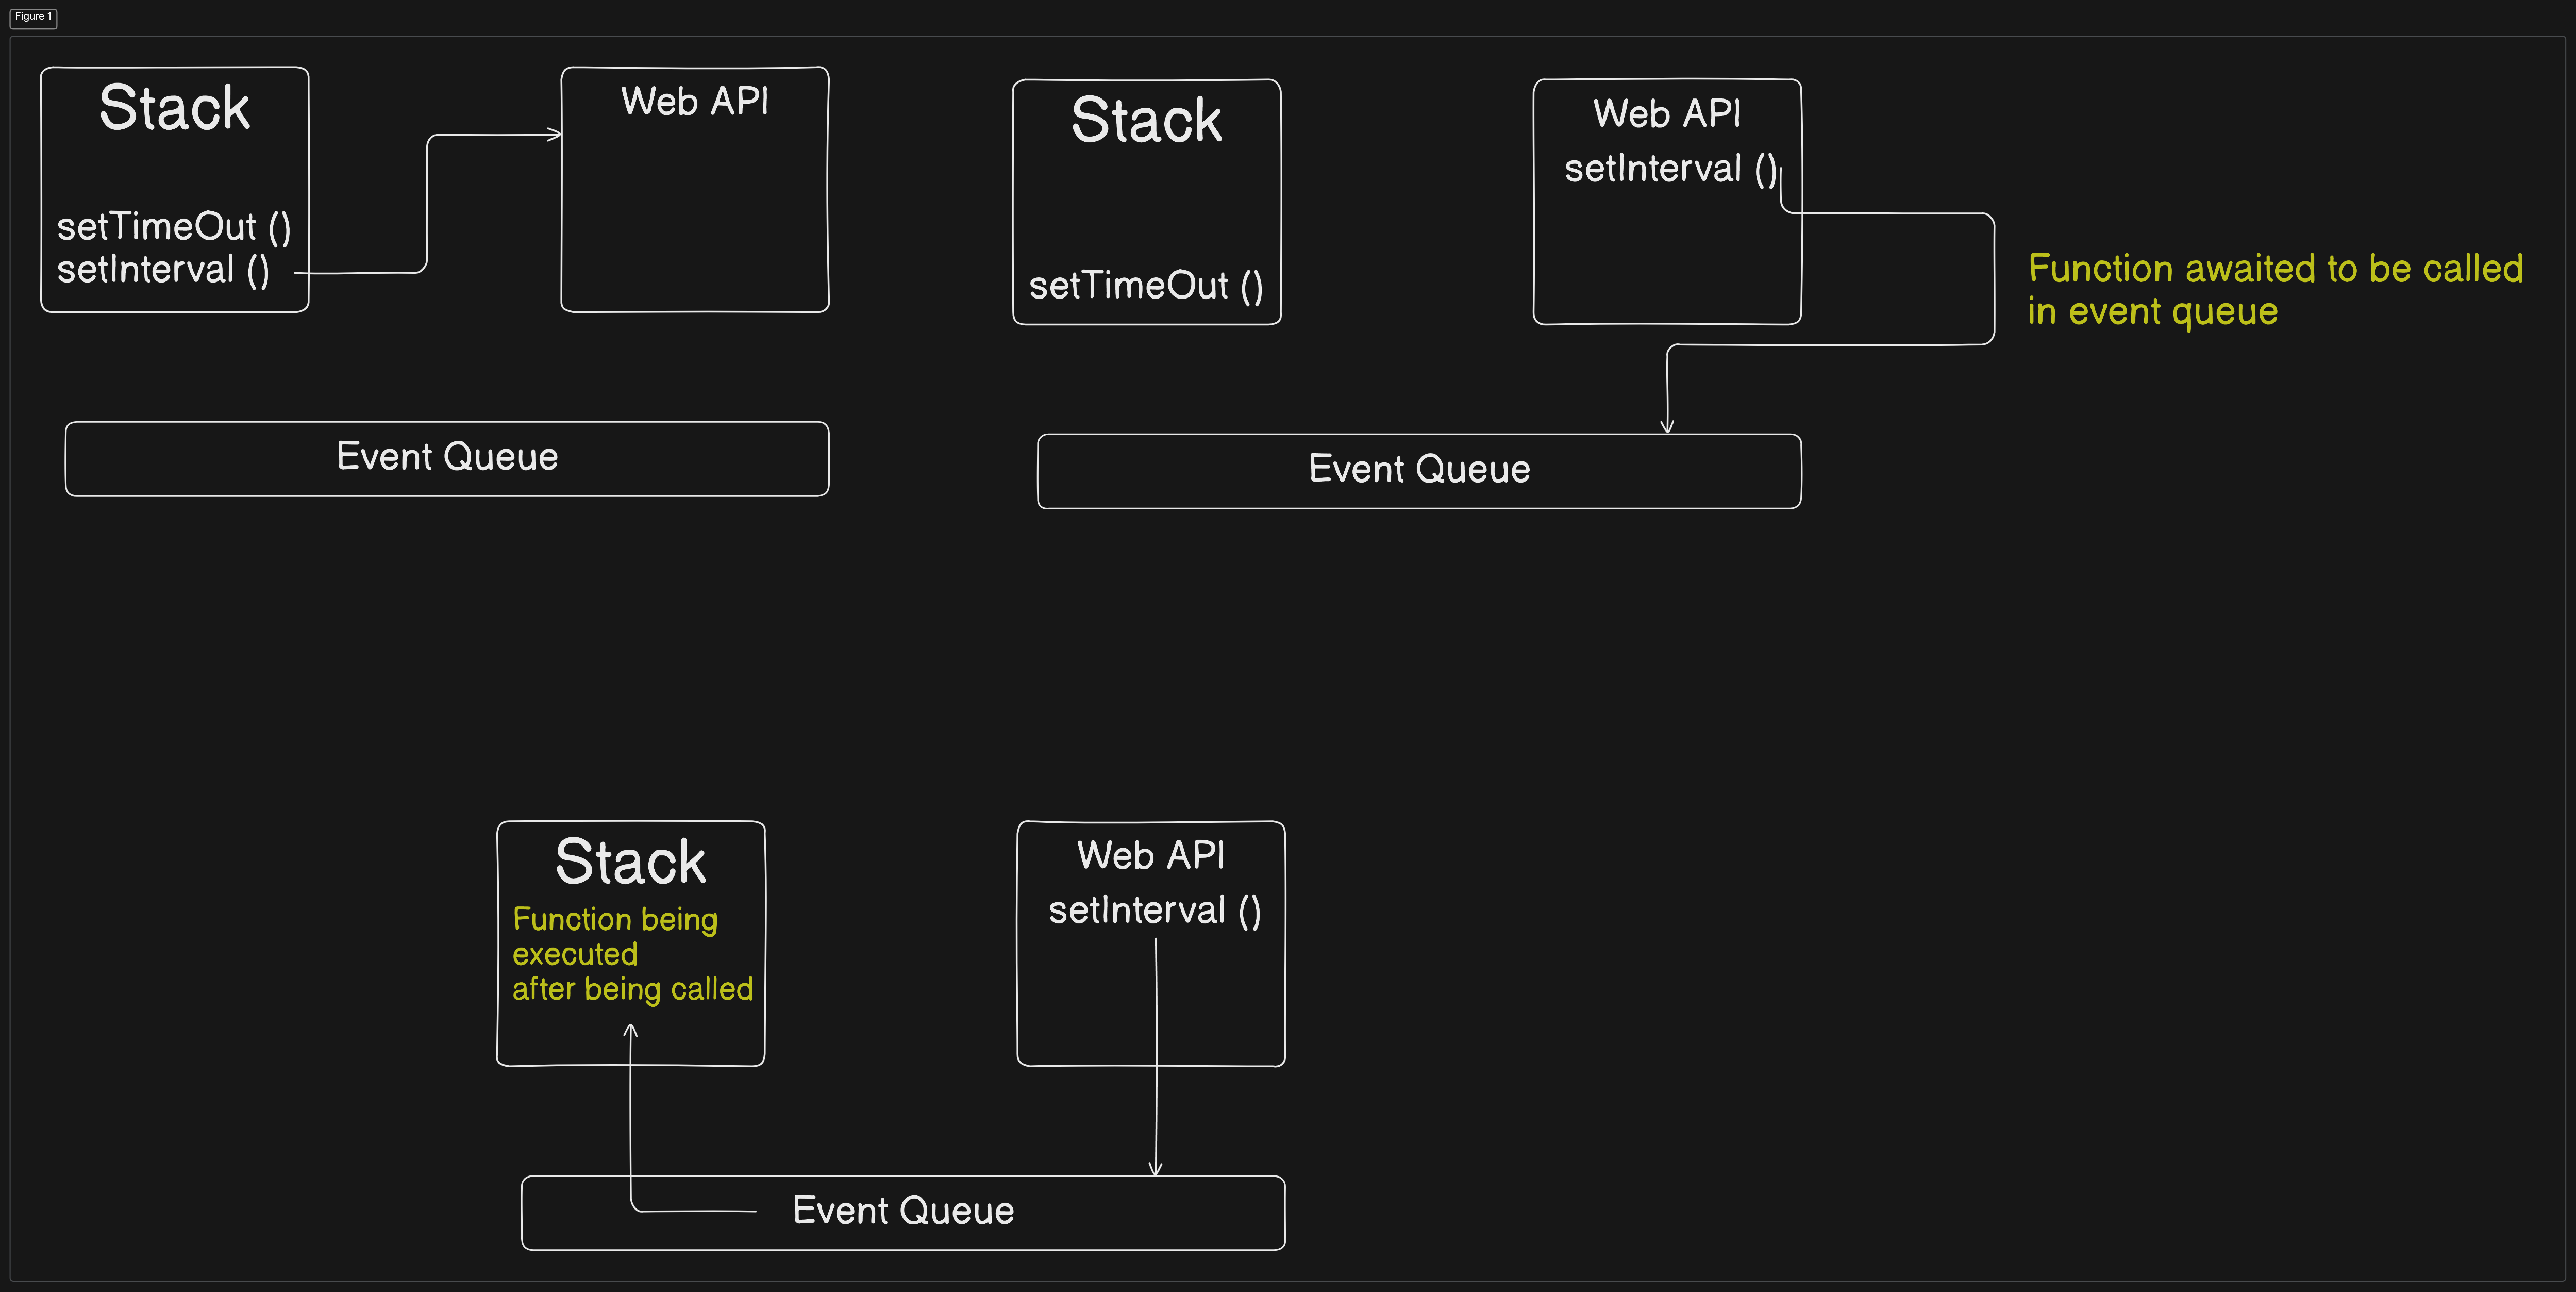 Figure 1
Stack
setTimeOut ()
setInterval ()
Web API
Event Queue
Stack
setTimeOut ()
Web API
setInterval ()
Function awaited to be called
in event queue
Event Queue
Stack
Function being
executed
after being called
Web API
setInterval ()
Event Queue